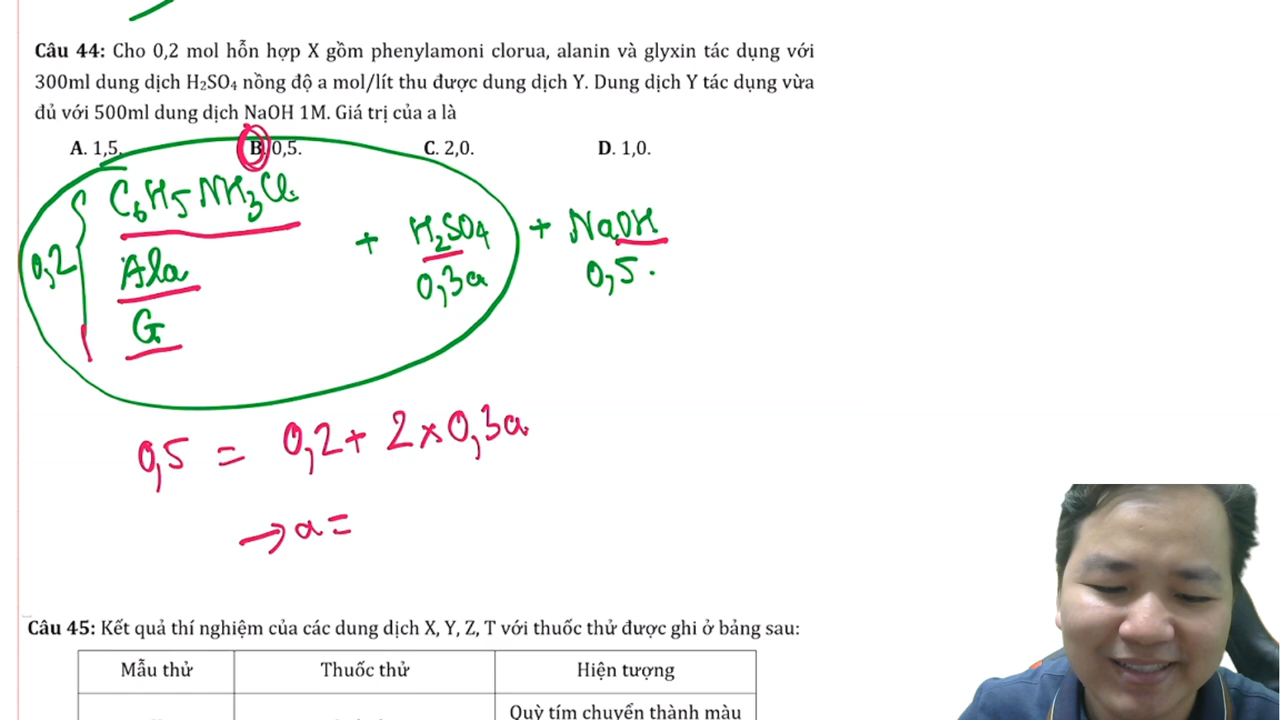 Câu 44: Cho 0,2 mol hỗn hợp X gồm phenylamoni clorua, alanin và glyxin tác dụng với
300ml dung dịch H₂SO₄ nồng độ a mol/lít thu được dung dịch Y. Dung dịch Y tác dụng vừa
đủ với 500ml dung dịch NaOH 1M. Giá trị của a là
A. 1,5. B. 0,5. C. 2,0. D. 1,0.
C₆H₅NH₃Cl
0,2 { Ala + H₂SO₄ + NaOH
G 0,3a 0,5.
0,5 = 0,2 + 2 × 0,3a
→ a =
Câu 45: Kết quả thí nghiệm của các dung dịch X, Y, Z, T với thuốc thử được ghi ở bảng sau:
Mẫu thử Thuốc thử Hiện tượng
Quỳ tím chuyển thành màu